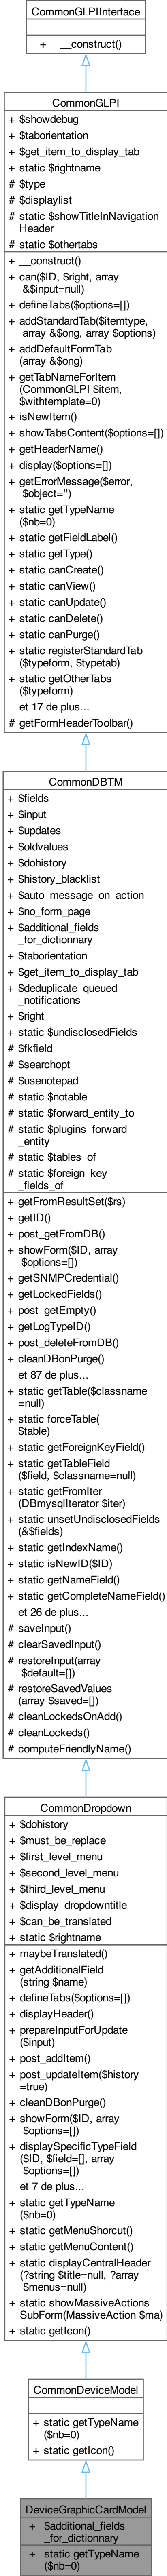 CommonGLPIInterface
+ __construct()
CommonGLPI
+ $showdebug
+ $taborientation
+ $get_item_to_display_tab
+ static $rightname
# $type
# $displaylist
# static $showTitleInNavigation
Header
# static $othertabs
+ __construct()
+ can($ID, $right, array
&$input=null)
+ defineTabs($options=[])
+ addStandardTab($itemtype,
array &$ong, array $options)
+ addDefaultFormTab
(array &$ong)
+ getTabNameForItem
(CommonGLPI $item,
$withtemplate=0)
+ isNewItem()
+ showTabsContent($options=[])
+ getHeaderName()
+ display($options=[])
+ getErrorMessage($error,
$object='')
+ static getTypeName
($nb=0)
+ static getFieldLabel()
+ static getType()
+ static canCreate()
+ static canView()
+ static canUpdate()
+ static canDelete()
+ static canPurge()
+ static registerStandardTab
($typeform, $typetab)
+ static getOtherTabs
($typeform)
et 17 de plus...
# getFormHeaderToolbar()
CommonDBTM
+ $fields
+ $input
+ $updates
+ $oldvalues
+ $dohistory
+ $history_blacklist
+ $auto_message_on_action
+ $no_form_page
+ $additional_fields
_for_dictionnary
+ $taborientation
+ $get_item_to_display_tab
+ $deduplicate_queued
_notifications
+ $right
+ static $undisclosedFields
# $fkfield
# $searchopt
# $usenotepad
# static $notable
# static $forward_entity_to
# static $plugins_forward
_entity
# static $tables_of
# static $foreign_key
_fields_of
+ getFromResultSet($rs)
+ getID()
+ post_getFromDB()
+ showForm($ID, array
$options=[])
+ getSNMPCredential()
+ getLockedFields()
+ post_getEmpty()
+ getLogTypeID()
+ post_deleteFromDB()
+ cleanDBonPurge()
et 87 de plus...
+ static getTable($classname
=null)
+ static forceTable(
$table)
+ static getForeignKeyField()
+ static getTableField
($field, $classname=null)
+ static getFromIter
(DBmysqlIterator $iter)
+ static unsetUndisclosedFields
(&$fields)
+ static getIndexName()
+ static isNewID($ID)
+ static getNameField()
+ static getCompleteNameField()
et 26 de plus...
# saveInput()
# clearSavedInput()
# restoreInput(array
$default=[])
# restoreSavedValues
(array $saved=[])
# cleanLockedsOnAdd()
# cleanLockeds()
# computeFriendlyName()
CommonDropdown
+ $dohistory
+ $must_be_replace
+ $first_level_menu
+ $second_level_menu
+ $third_level_menu
+ $display_dropdowntitle
+ $can_be_translated
+ static $rightname
+ maybeTranslated()
+ getAdditionalField
(string $name)
+ defineTabs($options=[])
+ displayHeader()
+ prepareInputForUpdate
($input)
+ post_addItem()
+ post_updateItem($history
=true)
+ cleanDBonPurge()
+ showForm($ID, array
$options=[])
+ displaySpecificTypeField
($ID, $field=[], array
$options=[])
et 7 de plus...
+ static getTypeName
($nb=0)
+ static getMenuShorcut()
+ static getMenuContent()
+ static displayCentralHeader
(?string $title=null, ?array
$menus=null)
+ static showMassiveActions
SubForm(MassiveAction $ma)
+ static getIcon()
CommonDeviceModel
+ static getTypeName
($nb=0)
+ static getIcon()
DeviceGraphicCardModel
+ $additional_fields
_for_dictionnary
+ static getTypeName
($nb=0)